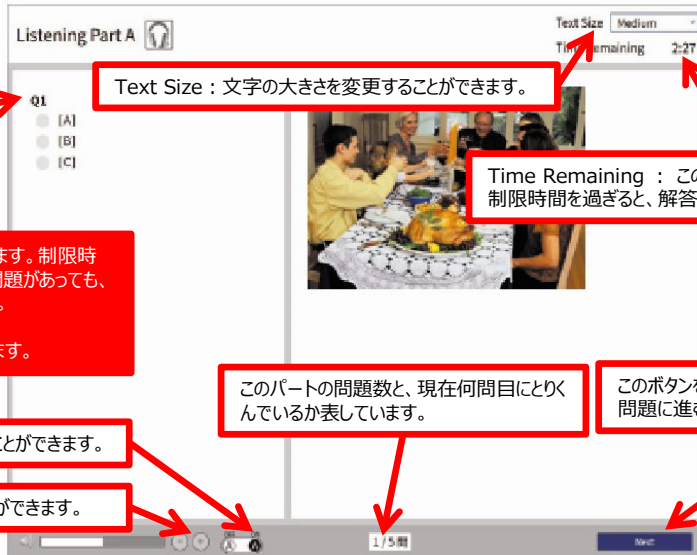 Listening Part A
Text Size Medium
Time Remaining 2:27
Text Size：文字の大きさを変更することができます。
Q1
[A]
[B]
[C]
Time Remaining ： こ
制限時間を過ぎると、解答
ます。制限時
問題があっても、
。
ます。
このパートの問題数と、現在何問目にとりく
んでいるか表しています。
このボタンを
問題に進む
ことができます。
ができます。
1/5問
Next